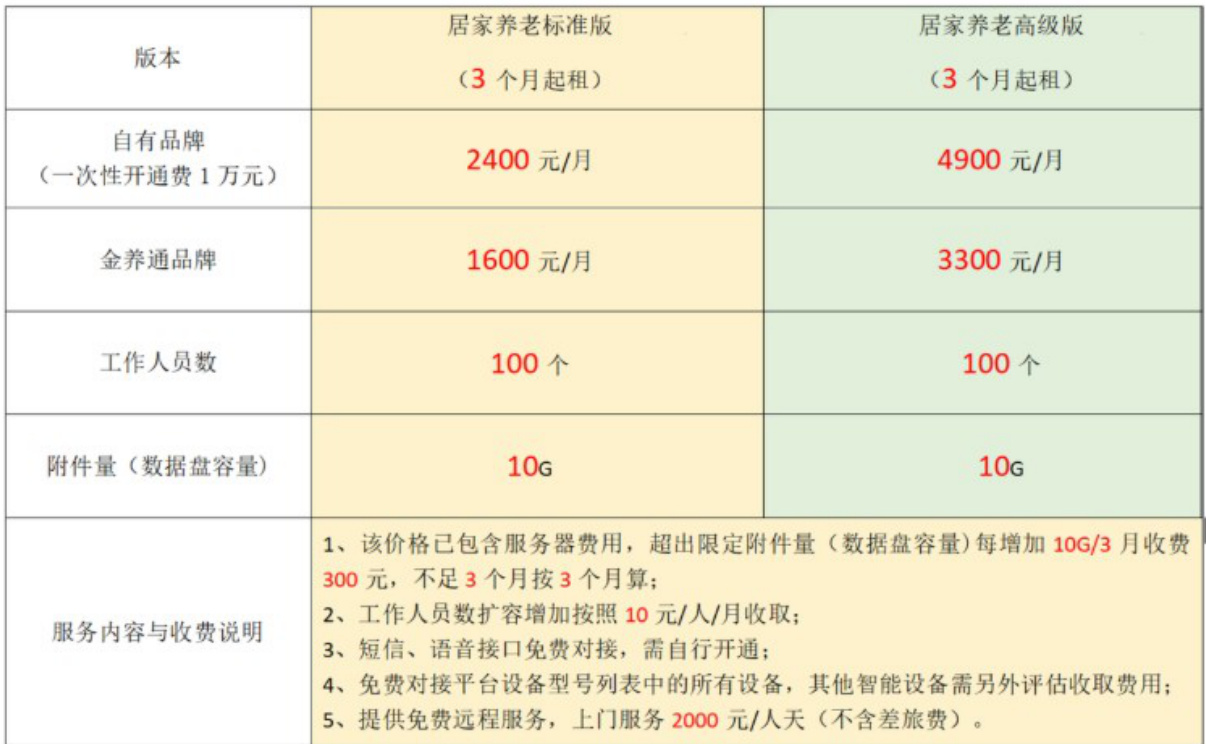 版本
居家养老标准版
（3 个月起租）
居家养老高级版
（3 个月起租）
自有品牌
（一次性开通费 1 万元）
2400 元/月
4900 元/月
金养通品牌
1600 元/月
3300 元/月
工作人员数
100 个
100 个
附件量（数据盘容量)
10G
10G
服务内容与收费说明
1、该价格已包含服务器费用，超出限定附件量（数据盘容量)每增加 10G/3 月收费
300 元，不足 3 个月按 3 个月算；
2、工作人员数扩容增加按照 10 元/人/月收取；
3、短信、语音接口免费对接，需自行开通；
4、免费对接平台设备型号列表中的所有设备，其他智能设备需另外评估收取费用；
5、提供免费远程服务，上门服务 2000 元/人天（不含差旅费）。